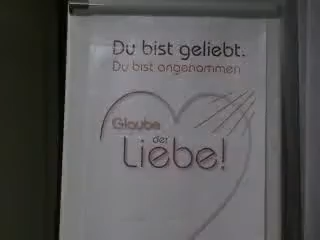 Du bist geliebt.
Du bist angenommen
Glaube
der
Liebe!